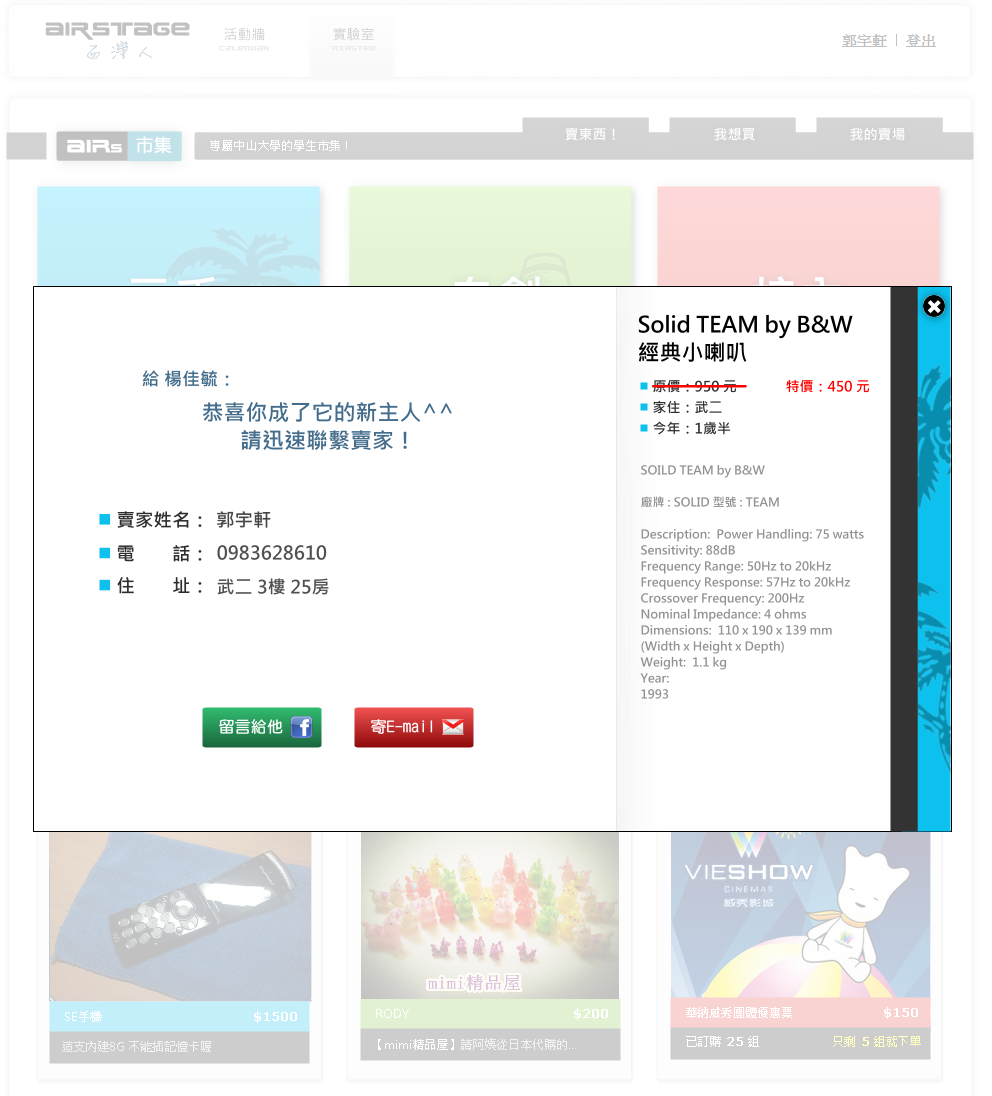 AIRSTAGE
西灣人
活動牆
CALENDAR
實驗室
郭宇軒 | 登出
AIRs 市集
專屬中山大學的學生市集！
賣東西！
我想買
我的賣場
給 楊佳毓：
恭喜你成了它的新主人^^
請迅速聯繫賣家！
賣家姓名： 郭宇軒
電　　話： 0983628610
住　　址： 武二 3樓 25房
留言給他
寄E-mail
Solid TEAM by B&W
經典小喇叭
原價：950 元
特價：450 元
家住：武二
今年：1歲半
SOILD TEAM by B&W
廠牌 : SOLID 型號 : TEAM
Description:  Power Handling: 75 watts
Sensitivity: 88dB
Frequency Range: 50Hz to 20kHz
Frequency Response: 57Hz to 20kHz
Crossover Frequency: 200Hz
Nominal Impedance: 4 ohms
Dimensions:  110 x 190 x 139 mm
(Width x Height x Depth)
Weight:  1.1 kg
Year:
1993
SE手機 $1500
這支內建8G 不能插記憶卡喔
mimi精品屋
RODY $200
【mimi精品屋】請阿姨從日本代購的...
VIESHOW
CINEMAS
威秀影城
華納威秀團體優惠票 $150
已訂購 25 組
只剩 5 組就下單